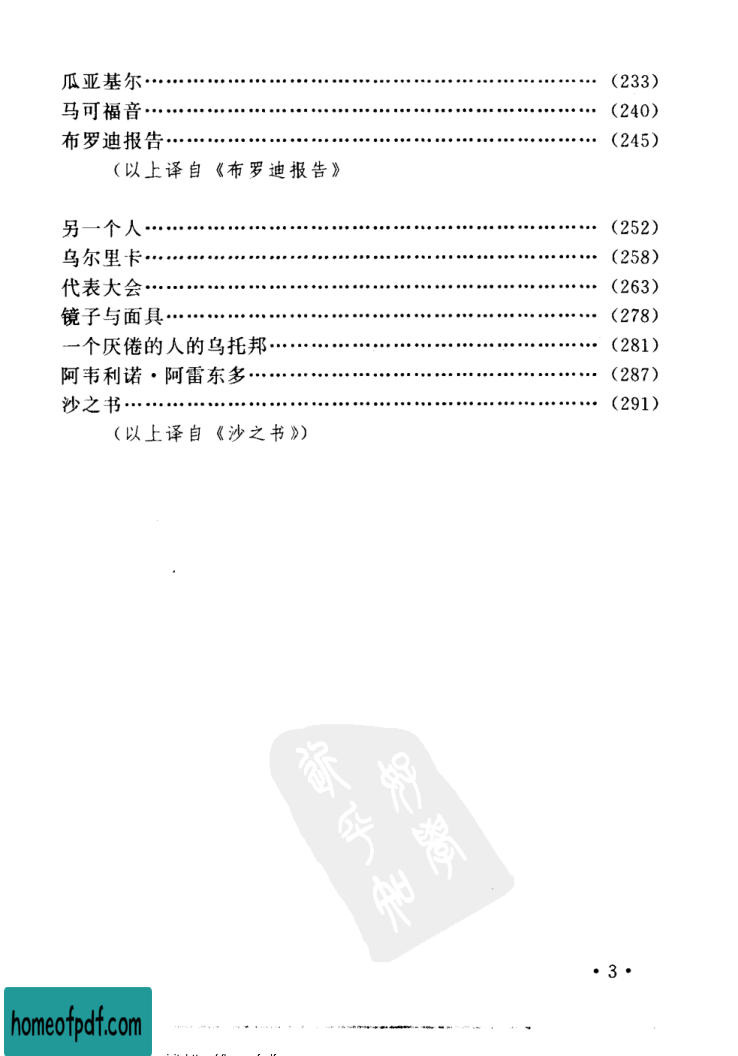 瓜亚基尔…………………………………………………………(233)
马可福音…………………………………………………………(240)
布罗迪报告………………………………………………………(245)
(以上译自《布罗迪报告》
另一个人…………………………………………………………(252)
乌尔里卡…………………………………………………………(258)
代表大会…………………………………………………………(263)
镜子与面具………………………………………………………(278)
一个厌倦的人的乌托邦…………………………………………(281)
阿韦利诺·阿雷东多……………………………………………(287)
沙之书……………………………………………………………(291)
(以上译自《沙之书》)
• 3 •
homeofpdf.com